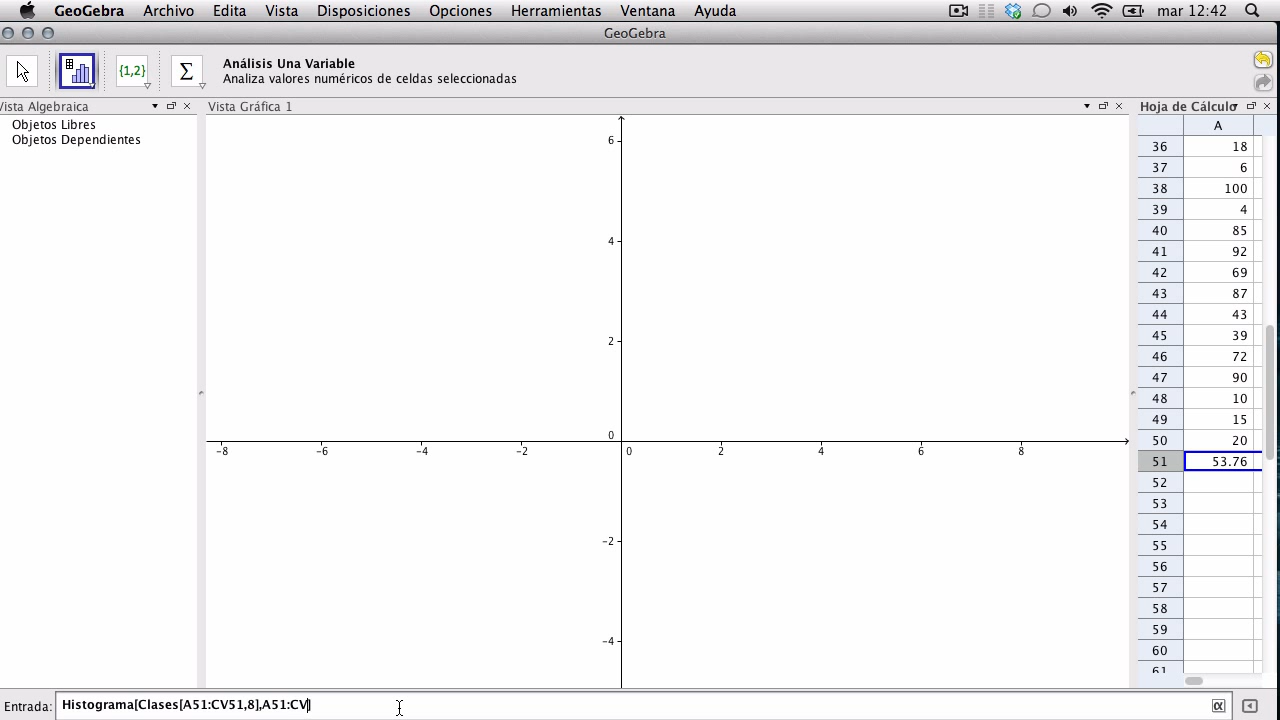 GeoGebra Archivo Edita Vista Disposiciones Opciones Herramientas Ventana Ayuda mar 12:42
GeoGebra
{1,2} Σ
Análisis Una Variable
Analiza valores numéricos de celdas seleccionadas
Vista Algebraica
Vista Gráfica 1
Hoja de Cálculo
Objetos Libres
Objetos Dependientes
6
4
2
0
-8 -6 -4 -2 0 2 4 6 8
-2
-4
A
36 18
37 6
38 100
39 4
40 85
41 92
42 69
43 87
44 43
45 39
46 72
47 90
48 10
49 15
50 20
51 53.76
52
53
54
55
56
57
58
59
60
61
Entrada: Histograma[Clases[A51:CV51,8],A51:CV] α